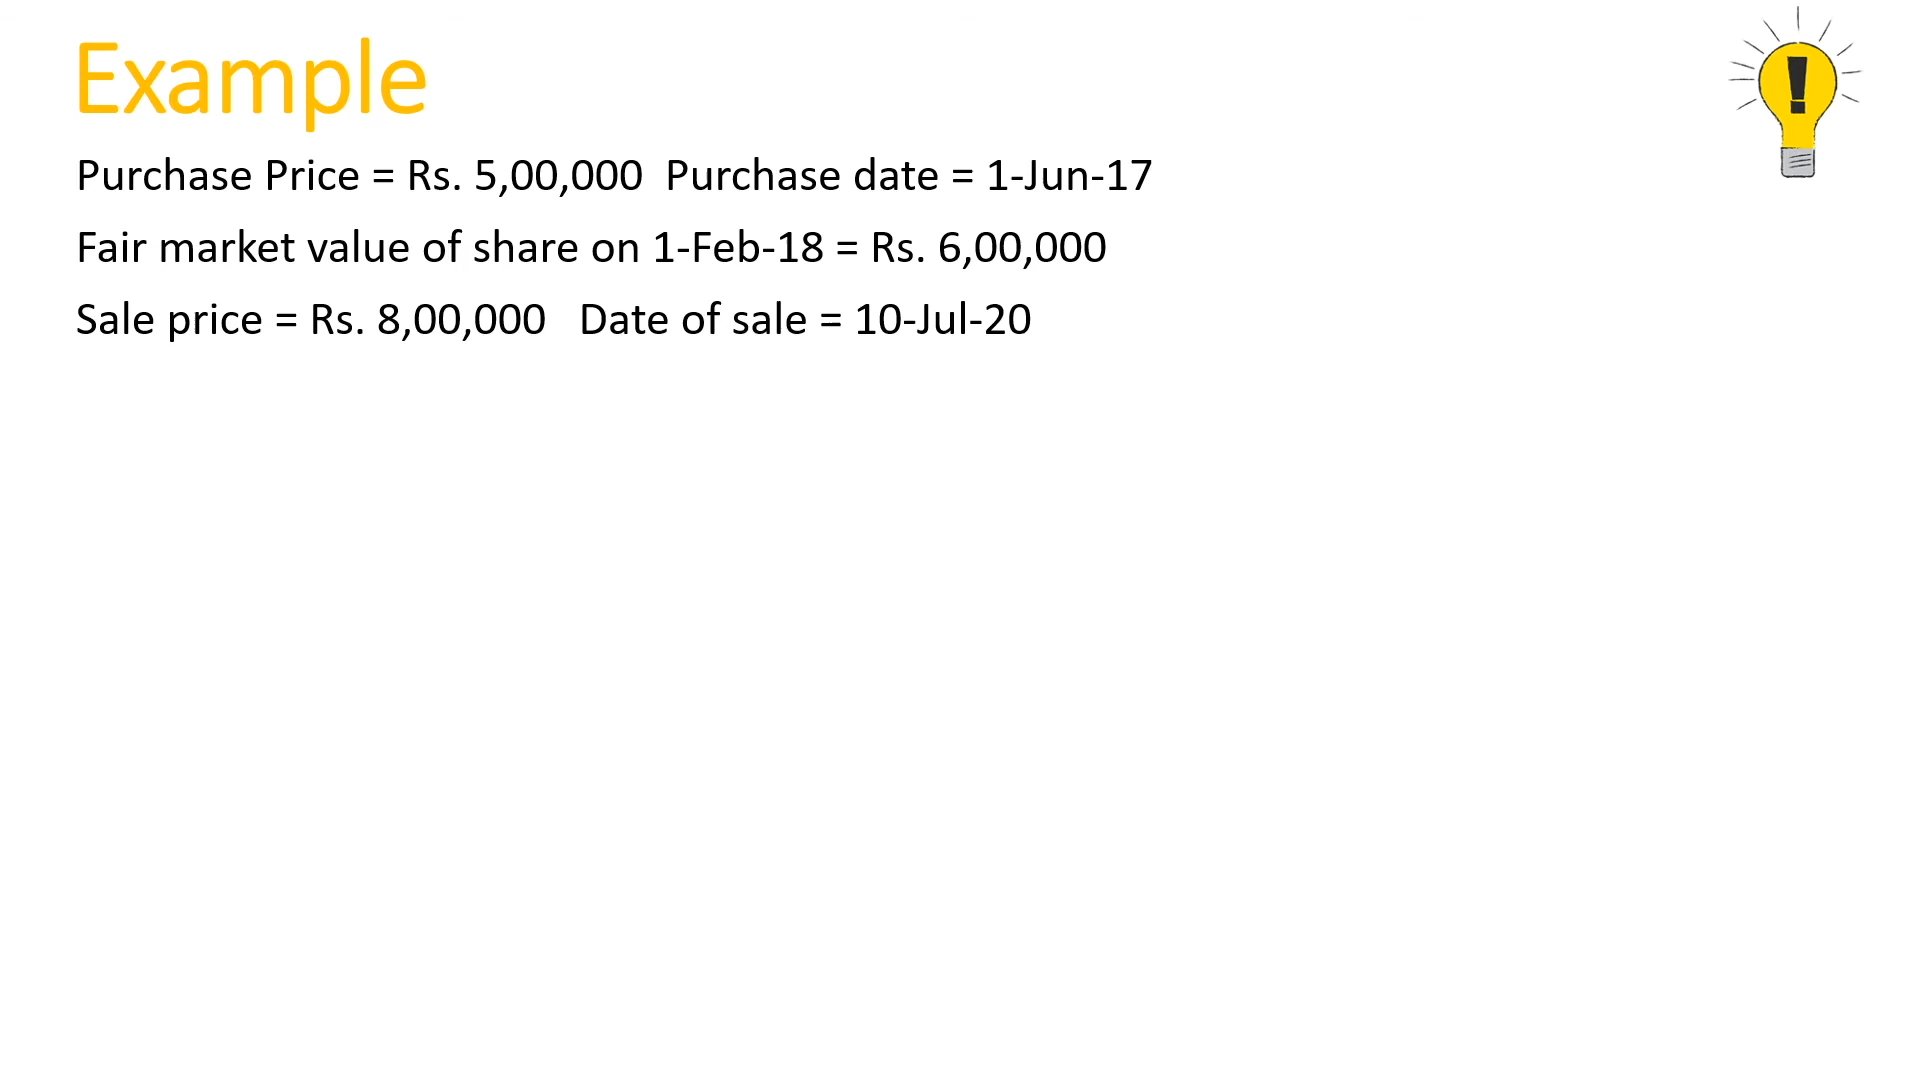 Example
Purchase Price = Rs. 5,00,000 Purchase date = 1-Jun-17
Fair market value of share on 1-Feb-18 = Rs. 6,00,000
Sale price = Rs. 8,00,000 Date of sale = 10-Jul-20